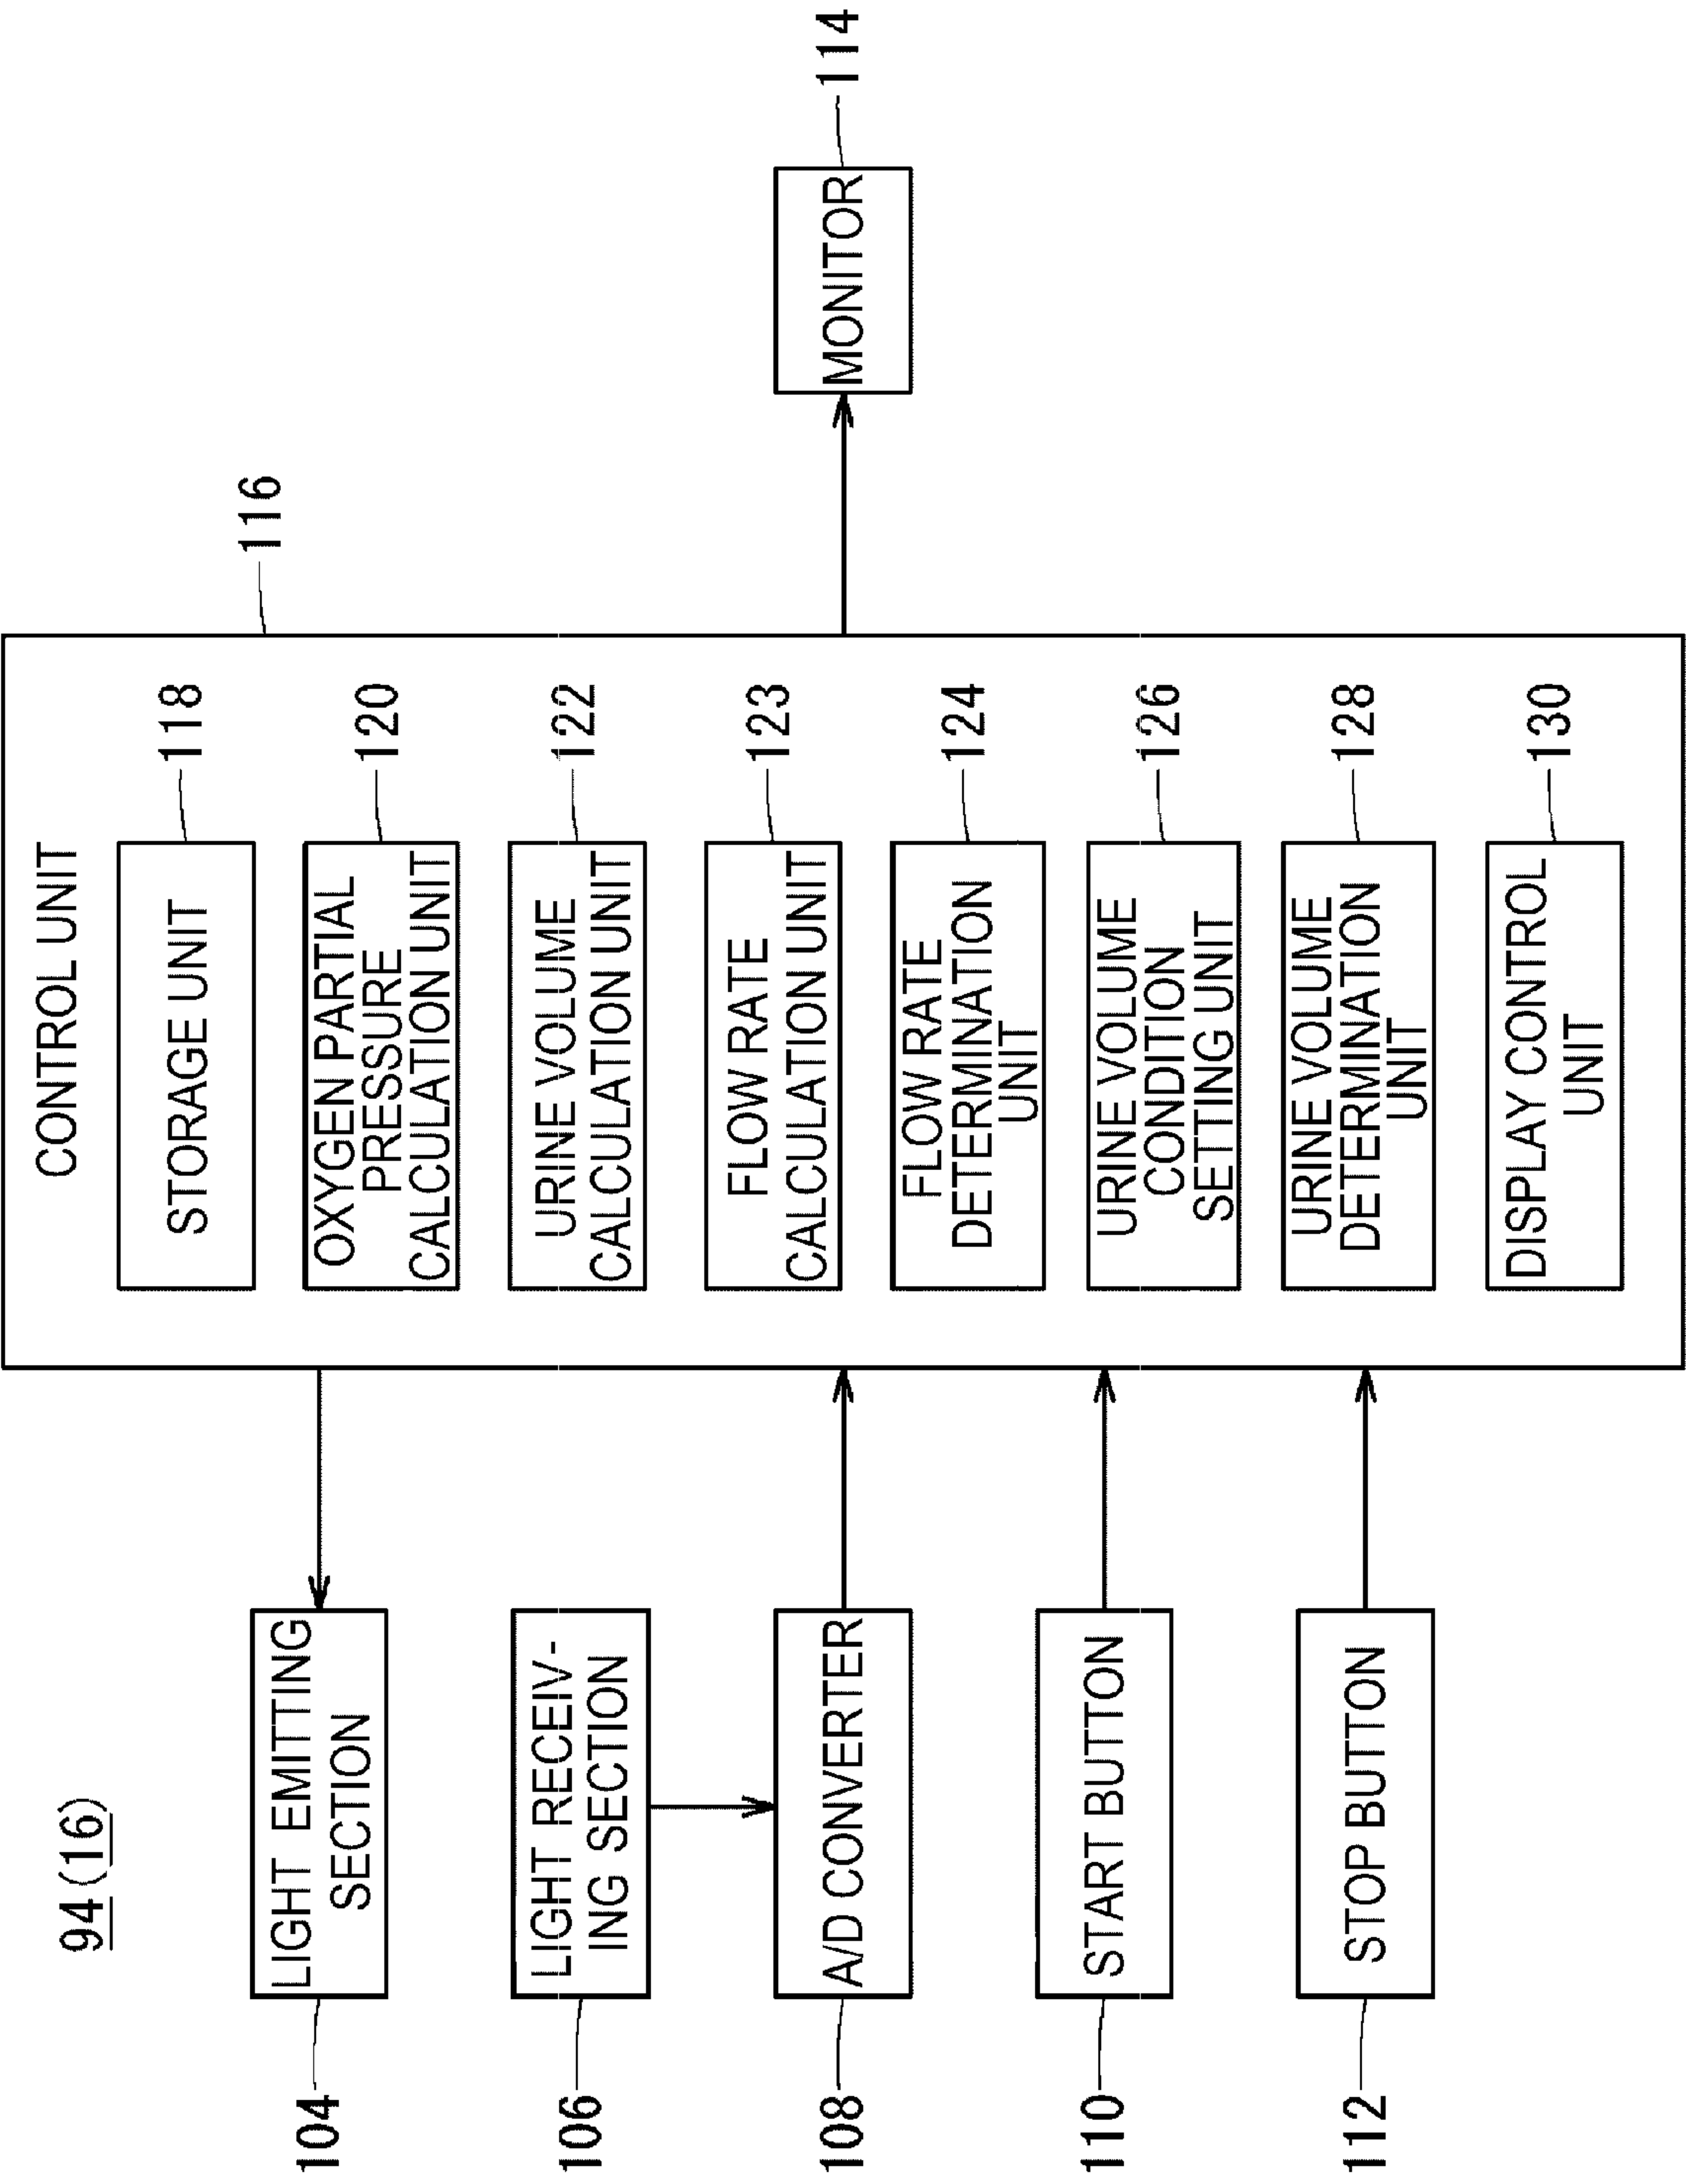 94 (16)
104
LIGHT EMITTING
SECTION
106
LIGHT RECEIV-
ING SECTION
108
A/D CONVERTER
110
START BUTTON
112
STOP BUTTON
116
CONTROL UNIT
STORAGE UNIT
118
OXYGEN PARTIAL
PRESSURE
CALCULATION UNIT
120
URINE VOLUME
CALCULATION UNIT
122
FLOW RATE
CALCULATION UNIT
123
FLOW RATE
DETERMINATION
UNIT
124
URINE VOLUME
CONDITION
SETTING UNIT
126
URINE VOLUME
DETERMINATION
UNIT
128
DISPLAY CONTROL
UNIT
130
MONITOR
114